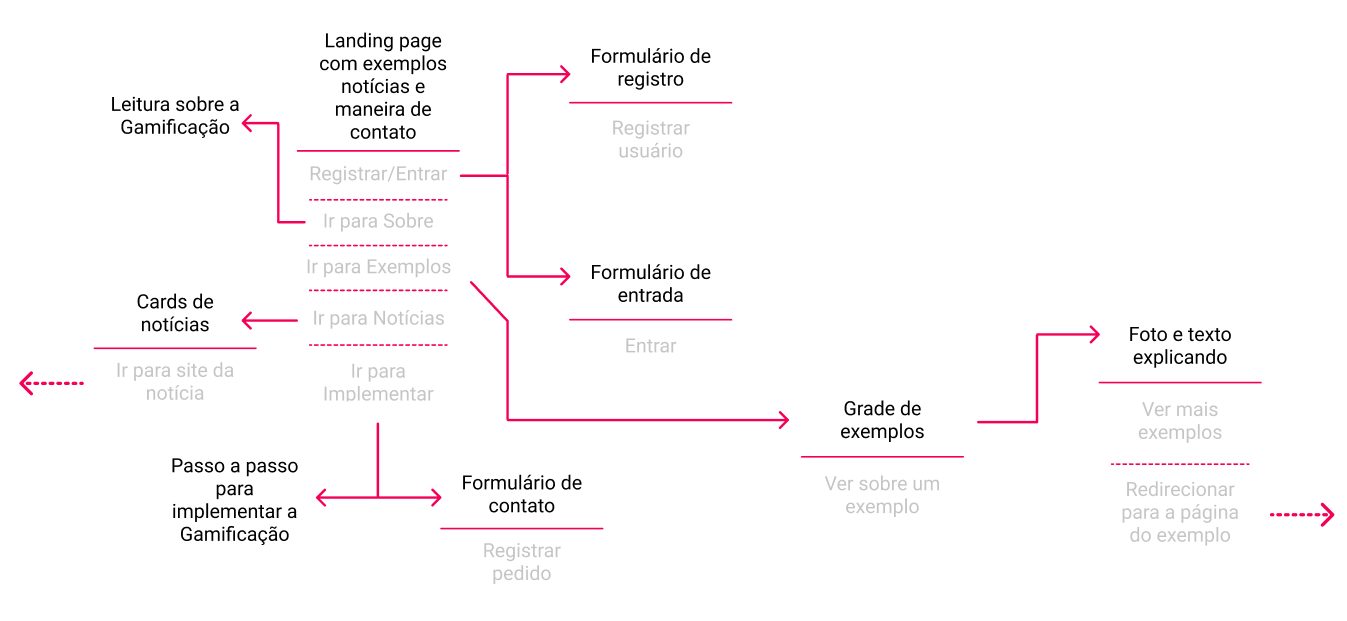 Landing page
com exemplos
notícias e
maneira de
contato
Registrar/Entrar
Ir para Sobre
Ir para Exemplos
Ir para Notícias
Ir para
Implementar
Leitura sobre a
Gamificação
Formulário de
registro
Registrar
usuário
Formulário de
entrada
Entrar
Cards de
notícias
Ir para site da
notícia
Passo a passo
para
implementar a
Gamificação
Formulário de
contato
Registrar
pedido
Grade de
exemplos
Ver sobre um
exemplo
Foto e texto
explicando
Ver mais
exemplos
Redirecionar
para a página
do exemplo